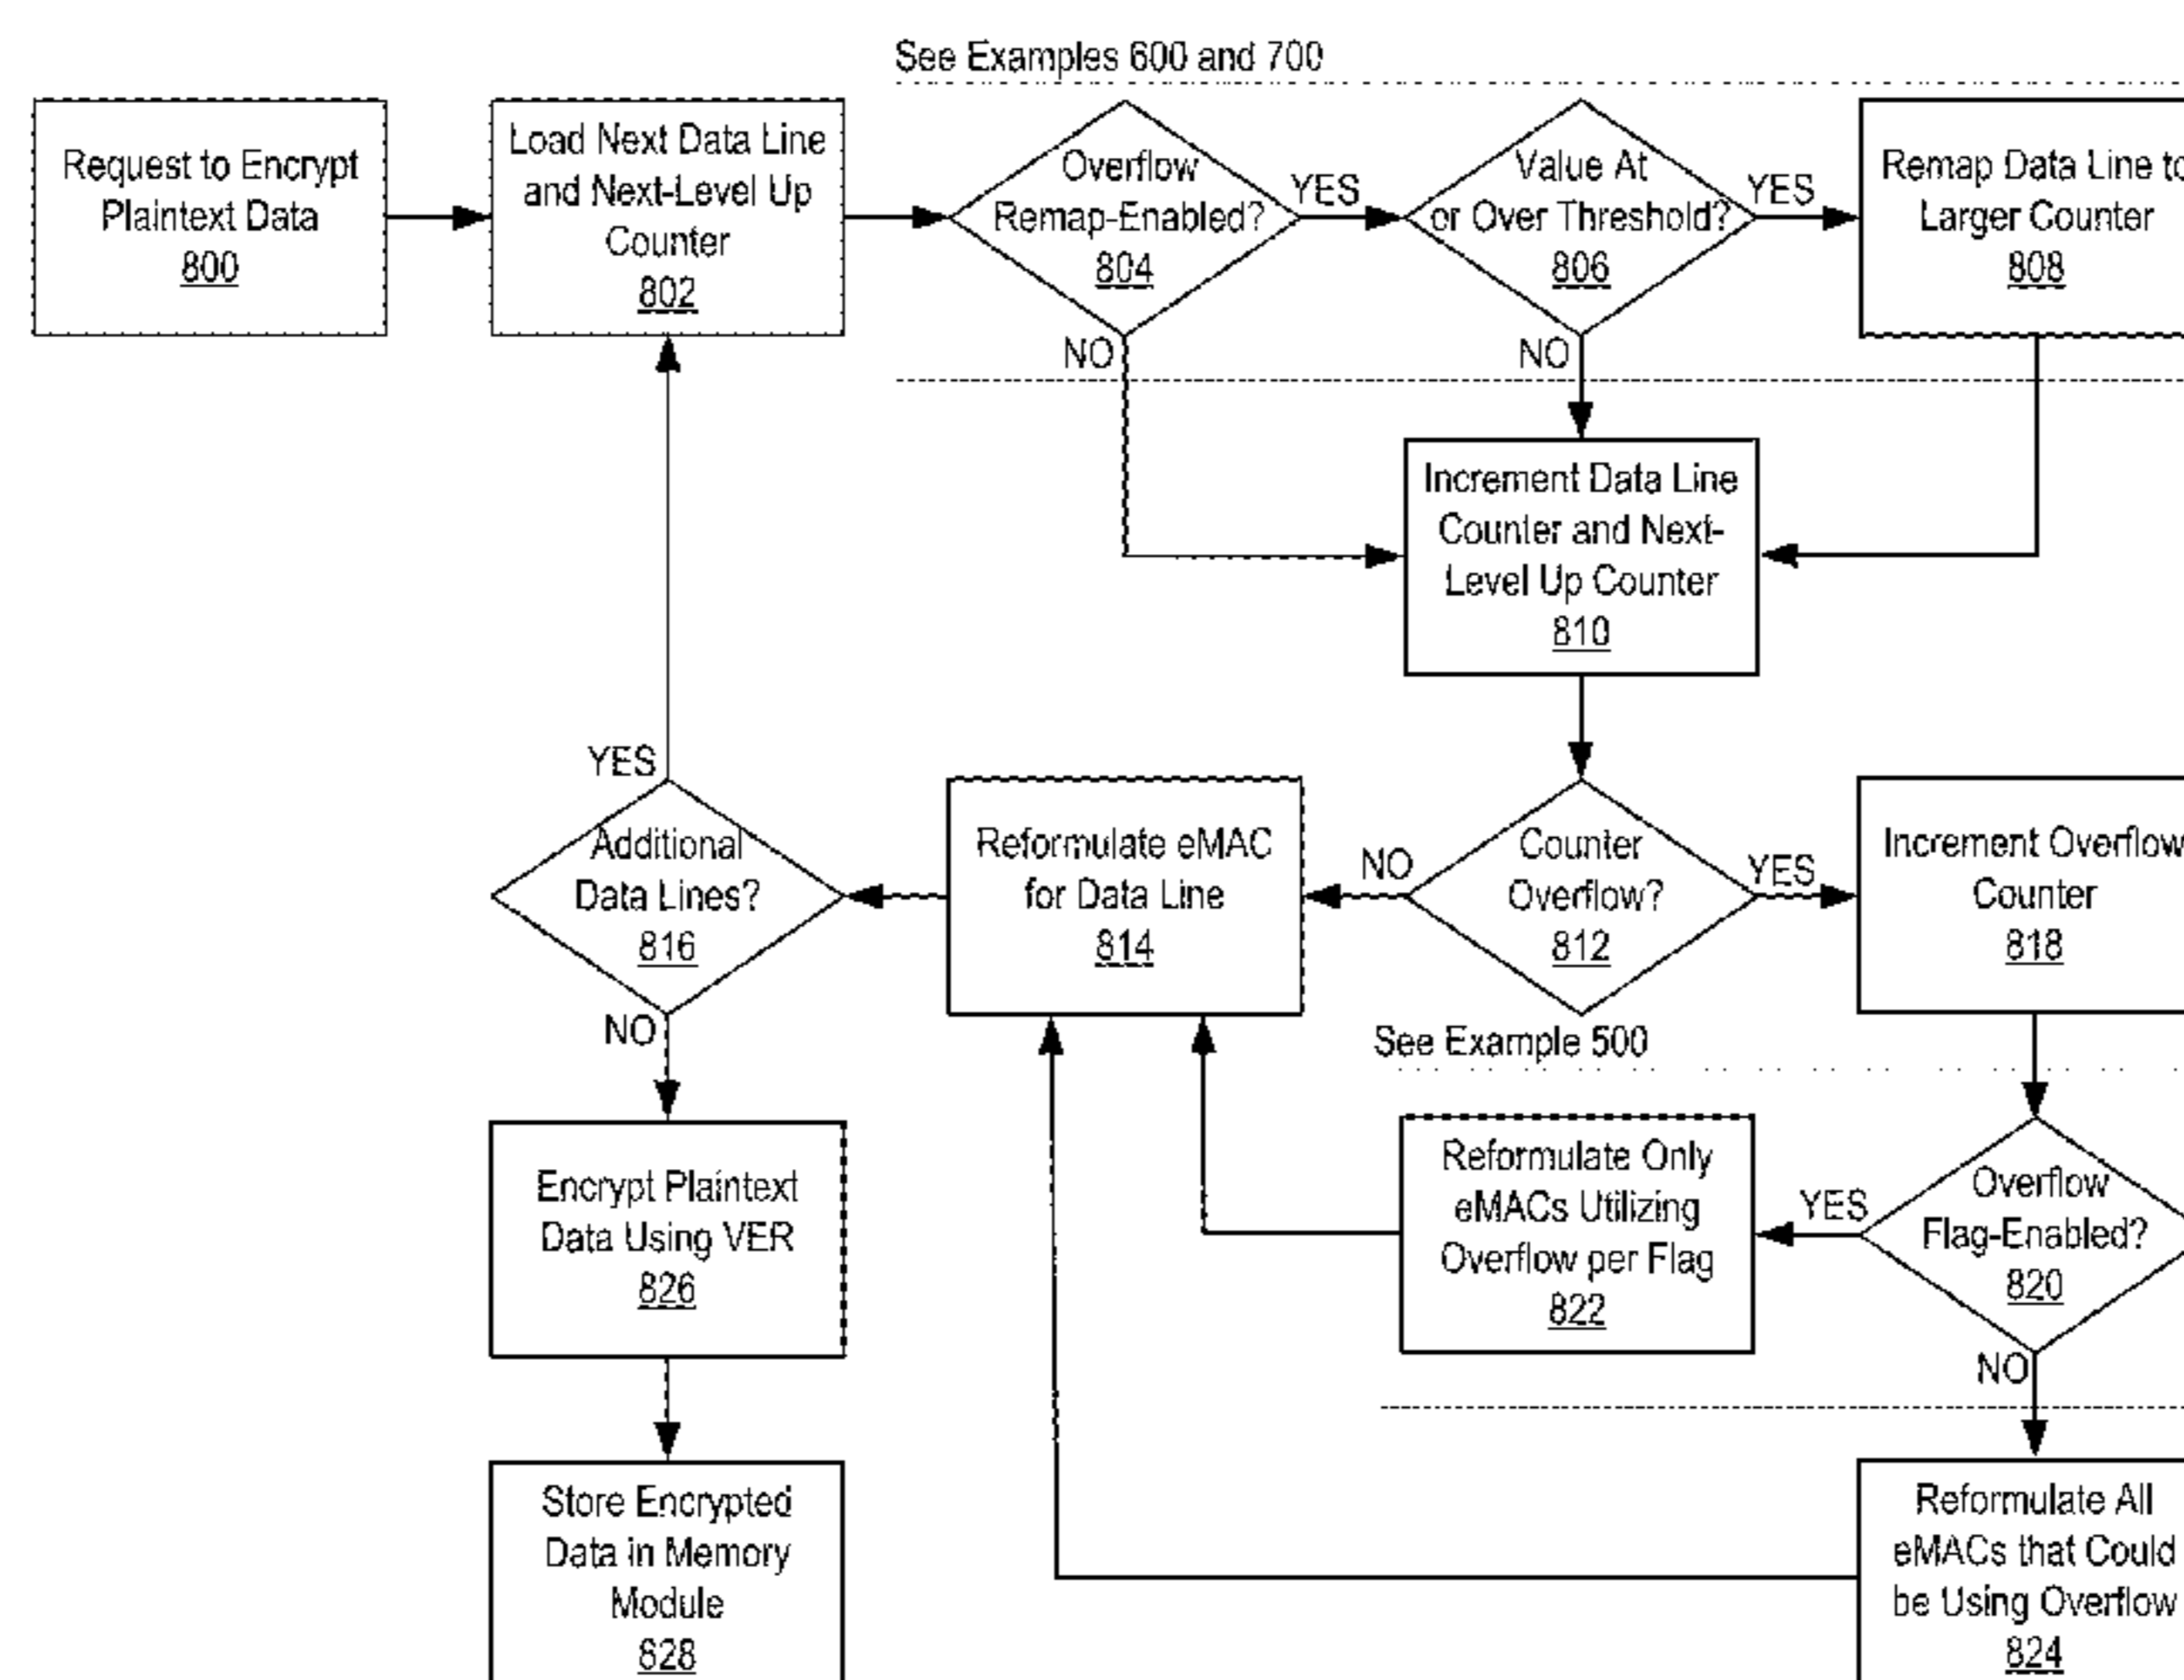 See Examples 600 and 700
Request to Encrypt
Plaintext Data
800
Load Next Data Line
and Next-Level Up
Counter
802
Overflow
Remap-Enabled?
804
YES
NO
Value At
or Over Threshold?
806
YES
NO
Remap Data Line to
Larger Counter
808
Increment Data Line
Counter and Next-
Level Up Counter
810
YES
Additional
Data Lines?
816
NO
Reformulate eMAC
for Data Line
814
NO
Counter
Overflow?
812
YES
Increment Overflow
Counter
818
See Example 500
Encrypt Plaintext
Data Using VER
826
Reformulate Only
eMACs Utilizing
Overflow per Flag
822
YES
Overflow
Flag-Enabled?
820
NO
Store Encrypted
Data in Memory
Module
828
Reformulate All
eMACs that Could
be Using Overflow
824